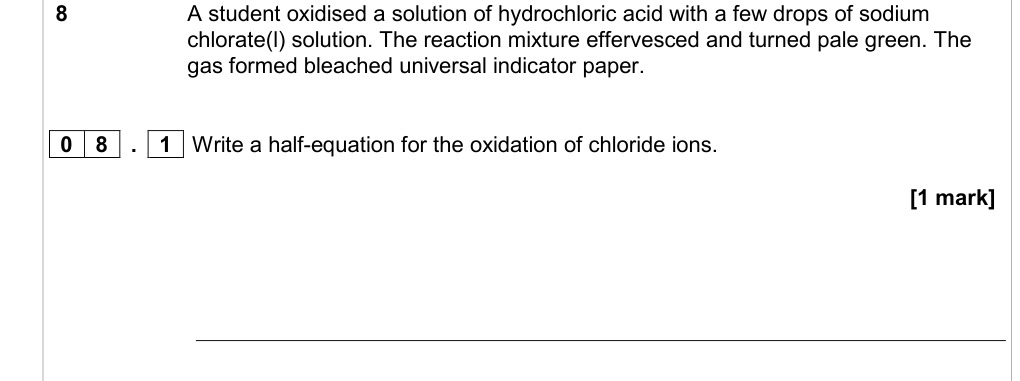 8 A student oxidised a solution of hydrochloric acid with a few drops of sodium
chlorate(I) solution. The reaction mixture effervesced and turned pale green. The
gas formed bleached universal indicator paper.
0 8 . 1 Write a half-equation for the oxidation of chloride ions.
[1 mark]